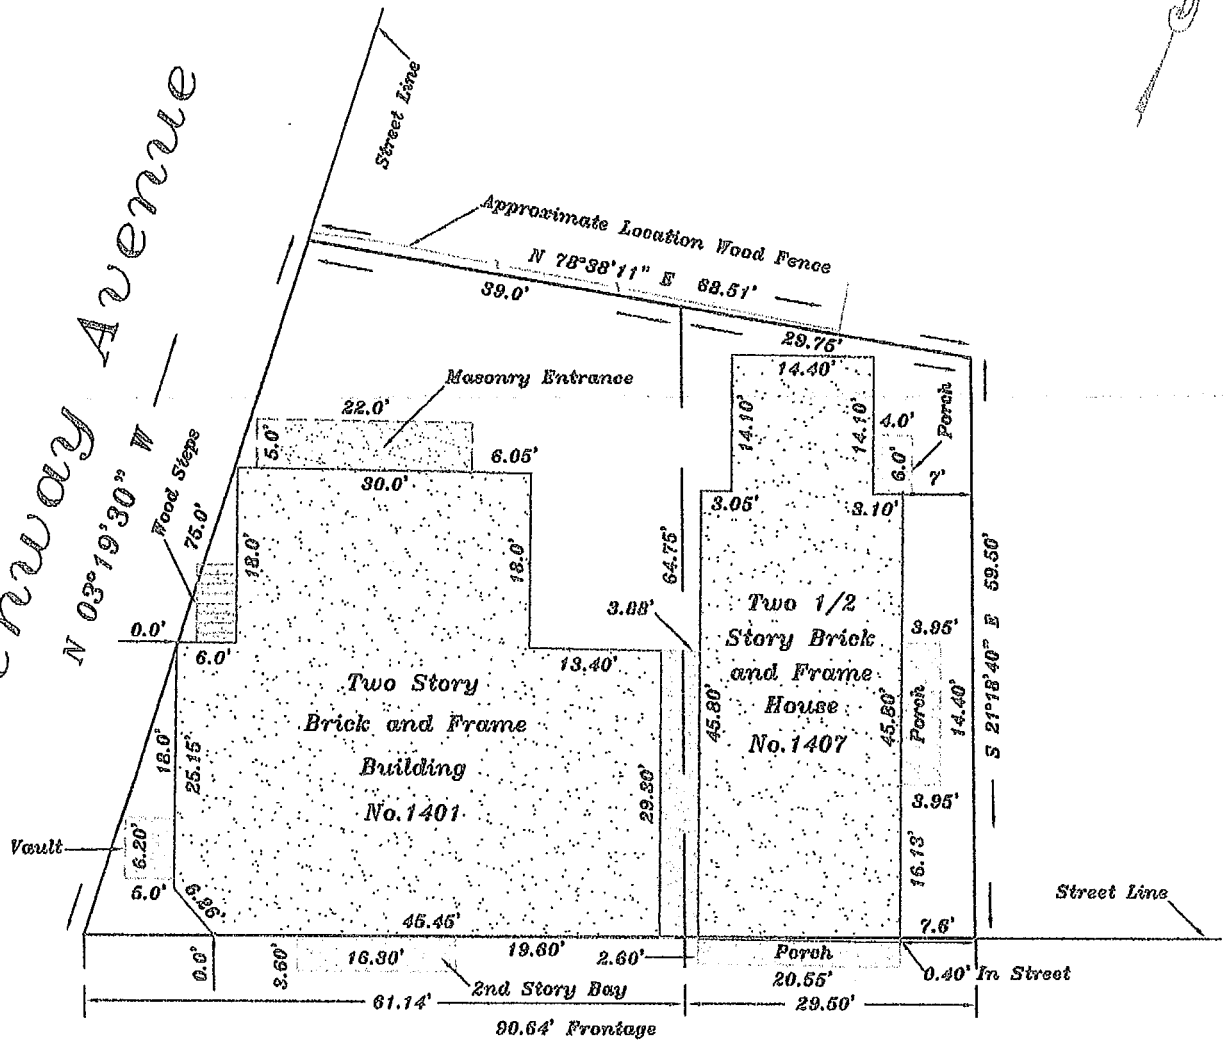 Street Line
Avenue
Approximate Location Wood Fence
N 78°38'11" E 68.51'
39.0'
29.75'
14.40'
Masonry Entrance
22.0'
5.0'
6.05'
30.0'
14.10'
14.10'
4.0'
Porch
6.0'
7'
3.05'
3.10'
N 03°19'30" W
75.0'
Wood Steps
18.0'
18.0'
64.75'
59.50'
S 21°18'40" E
0.0'
6.0'
13.40'
3.88'
Two 1/2
Story Brick
and Frame
House
No.1407
3.95'
Porch
14.40'
3.95'
45.80'
45.80'
Two Story
Brick and Frame
Building
No.1401
18.0'
25.15'
29.30'
Vault
6.20'
5.0'
16.13'
Street Line
45.45'
7.6'
0.0'
3.60'
16.30'
19.60'
2.60'
Porch
20.55'
0.40' In Street
2nd Story Bay
61.14'
29.50'
90.64' Frontage